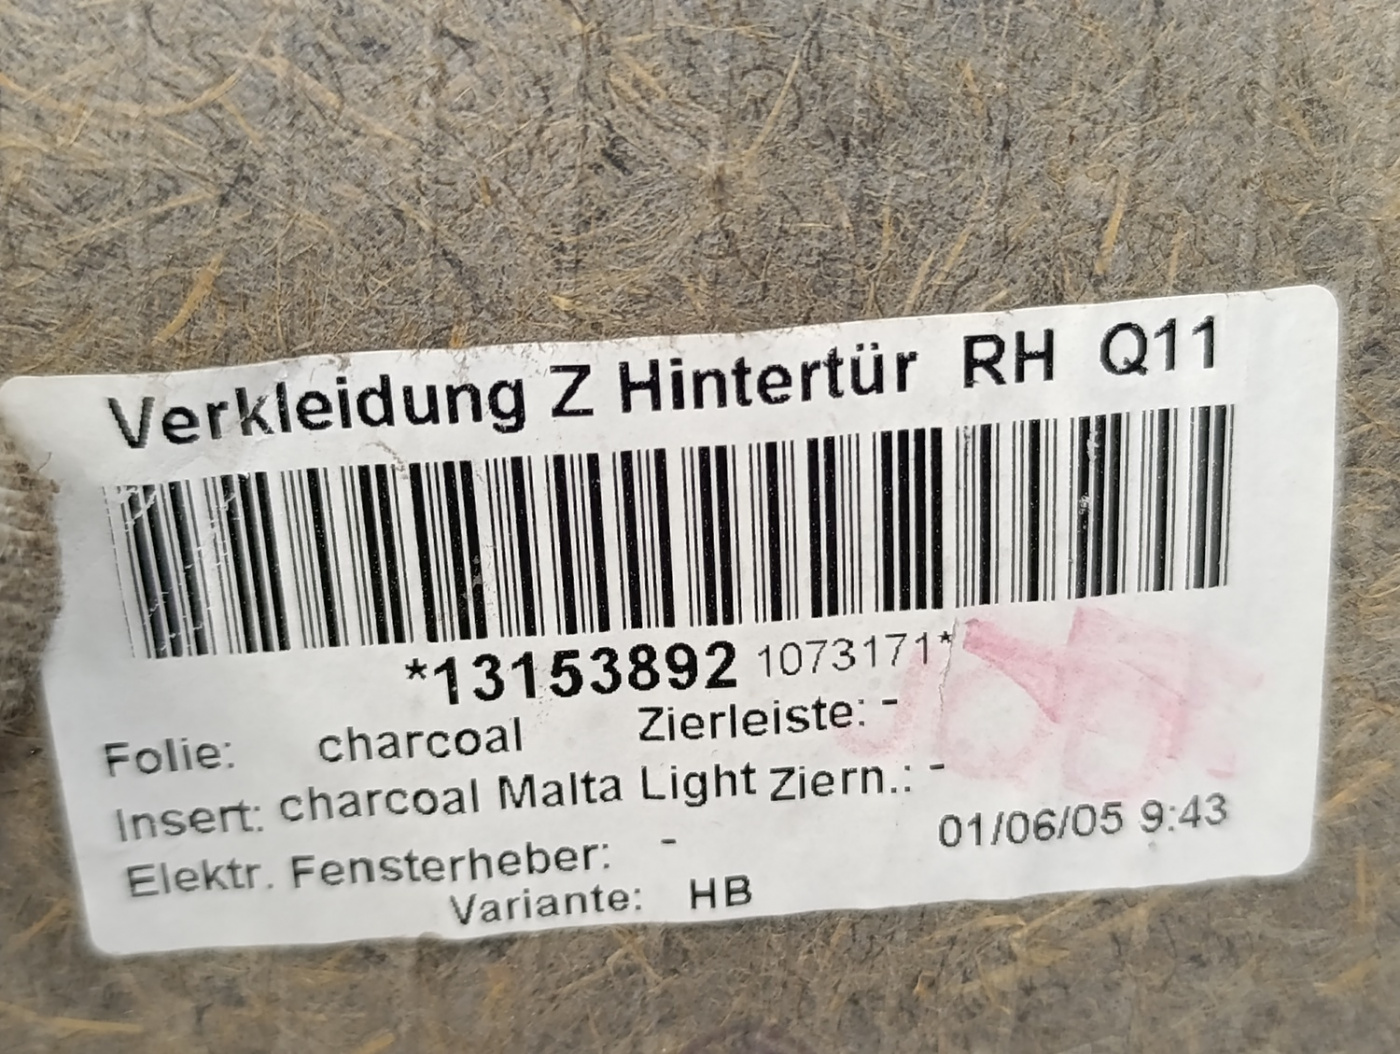 Verkleidung Z Hintertür RH Q11
*13153892 1073171*
Folie: charcoal Zierleiste: -
Insert: charcoal Malta Light Ziern.: -
Elektr. Fensterheber: - 01/06/05 9:43
Variante: HB